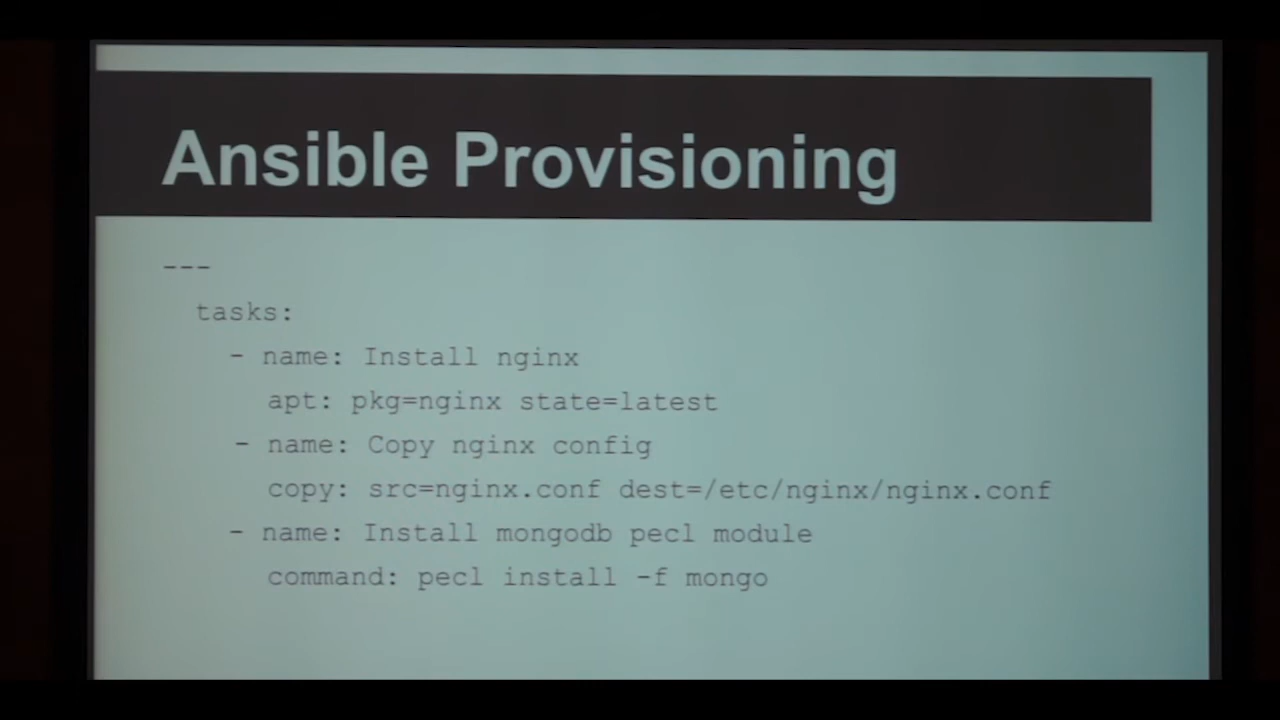 Ansible Provisioning
---
tasks:
- name: Install nginx
apt: pkg=nginx state=latest
- name: Copy nginx config
copy: src=nginx.conf dest=/etc/nginx/nginx.conf
- name: Install mongodb pecl module
command: pecl install -f mongo